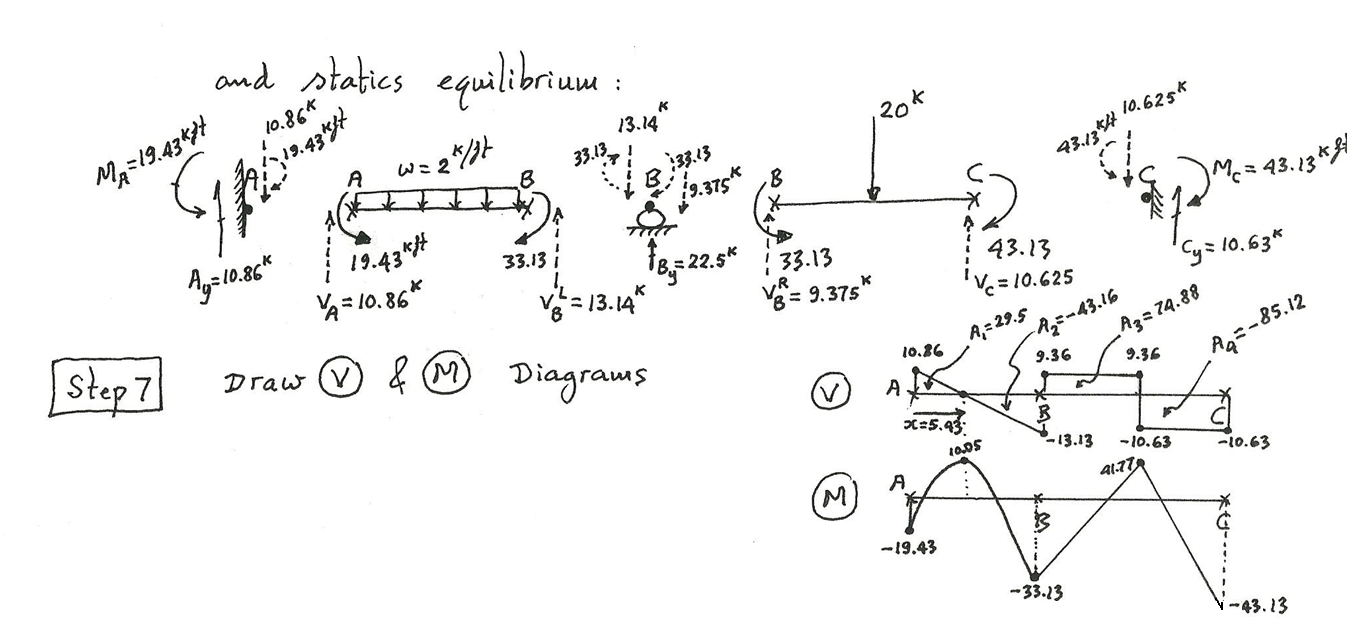 and statics equilibrium :
M_A=19.43 K ft
10.86 K
19.43 K ft
A
A_y=10.86 K
A
w=2 K/ft
B
19.43 K ft
33.13
V_A=10.86 K
V_B^L=13.14 K
13.14 K
33.13
33.13
B
9.375 K
B_y=22.5 K
20 K
B
C
33.13
43.13
V_B^R=9.375 K
V_C=10.625
10.625 K
43.13 K ft
C
M_C=43.13 K ft
C_y=10.63 K
Step 7
Draw V & M Diagrams
V
A_1=29.5
A_2=-43.16
A_3=74.88
A_4=-85.12
10.86
9.36
9.36
A
B
C
x=5.43
-13.13
-10.63
-10.63
M
10.05
41.77
A
B
C
-19.43
-33.13
-43.13